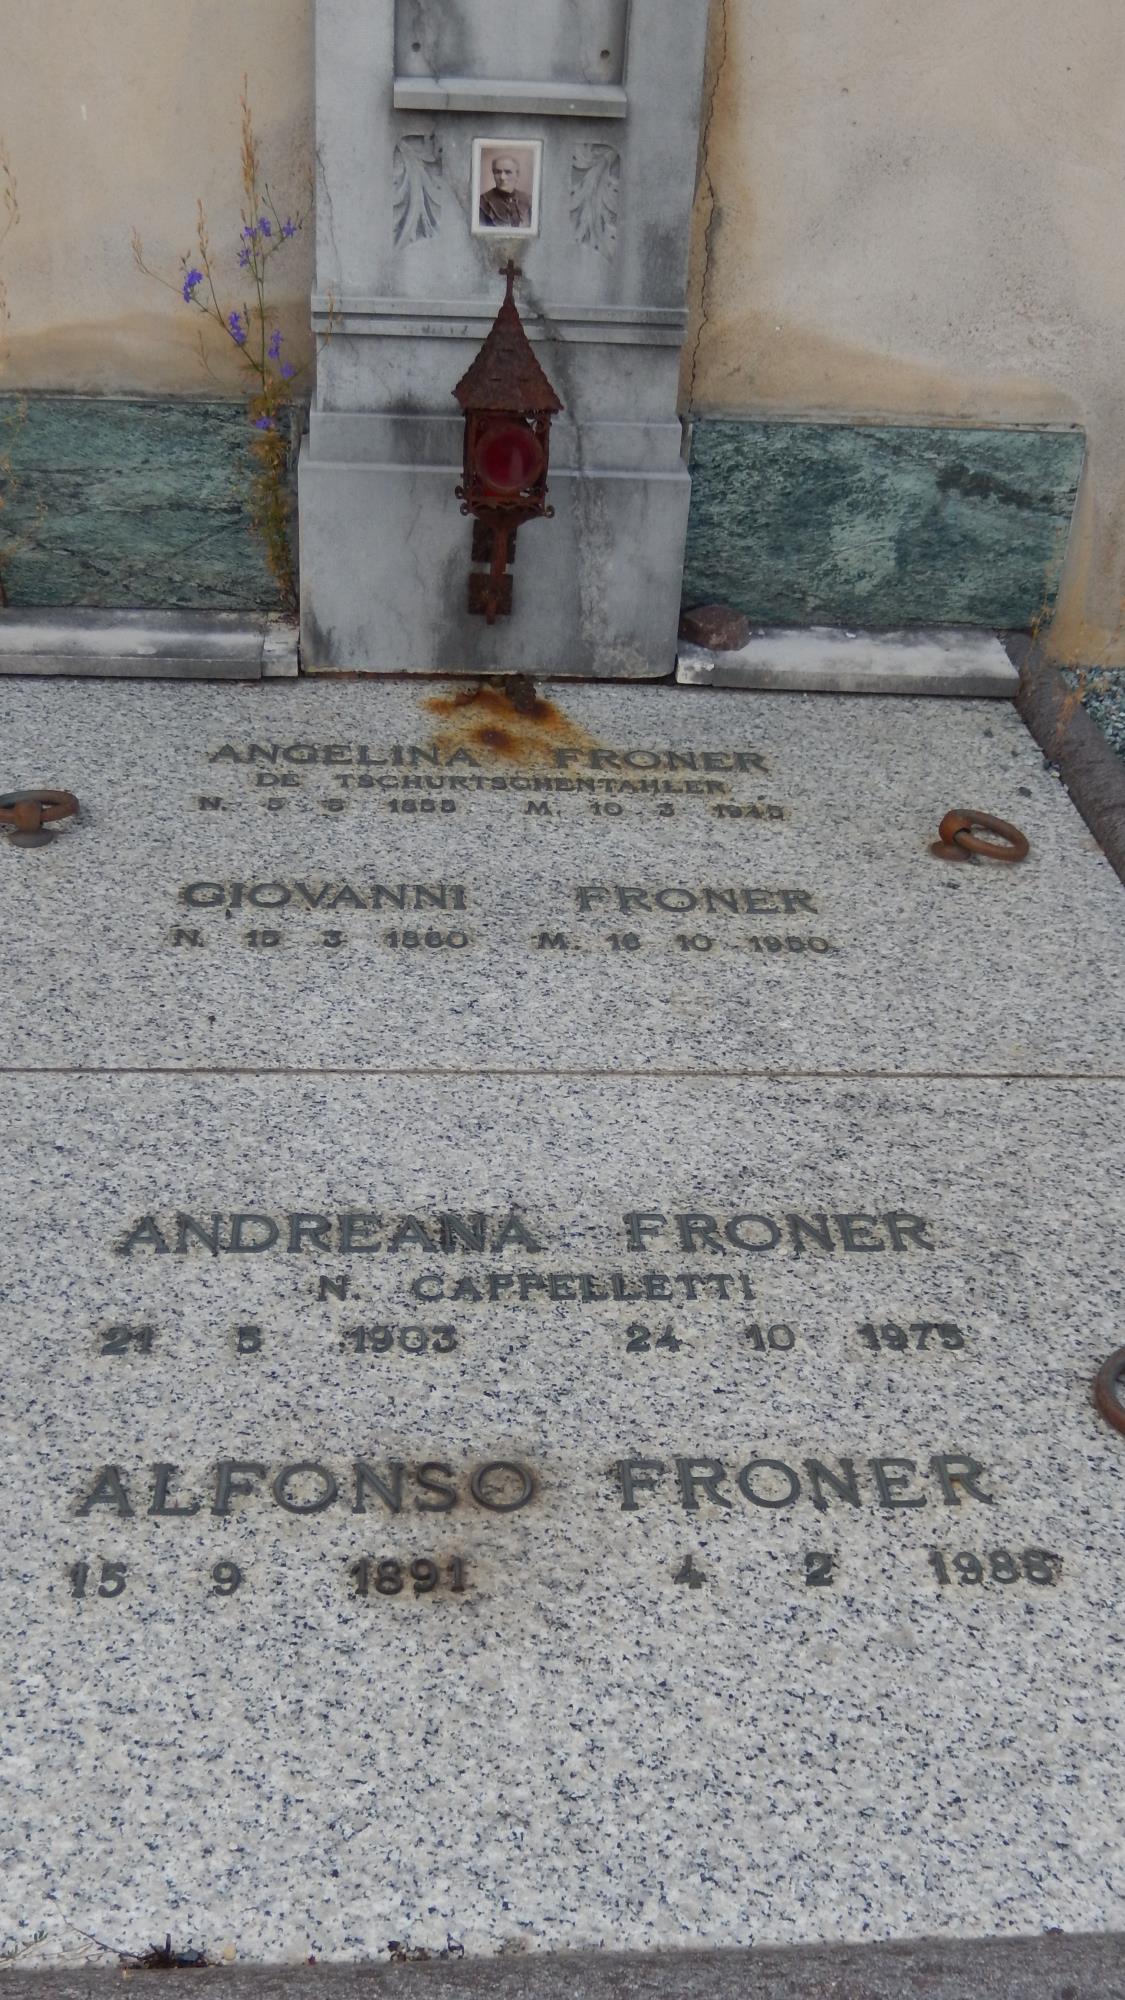 ANGELINA FRONER
DE TSCHURTSCHENTAHLER
N. 5 5 1855 M. 10 3 1945
GIOVANNI FRONER
N. 15 3 1860 M. 16 10 1950
ANDREANA FRONER
N. CAPPELLETTI
21 5 1903 24 10 1975
ALFONSO FRONER
15 9 1891 4 2 1988